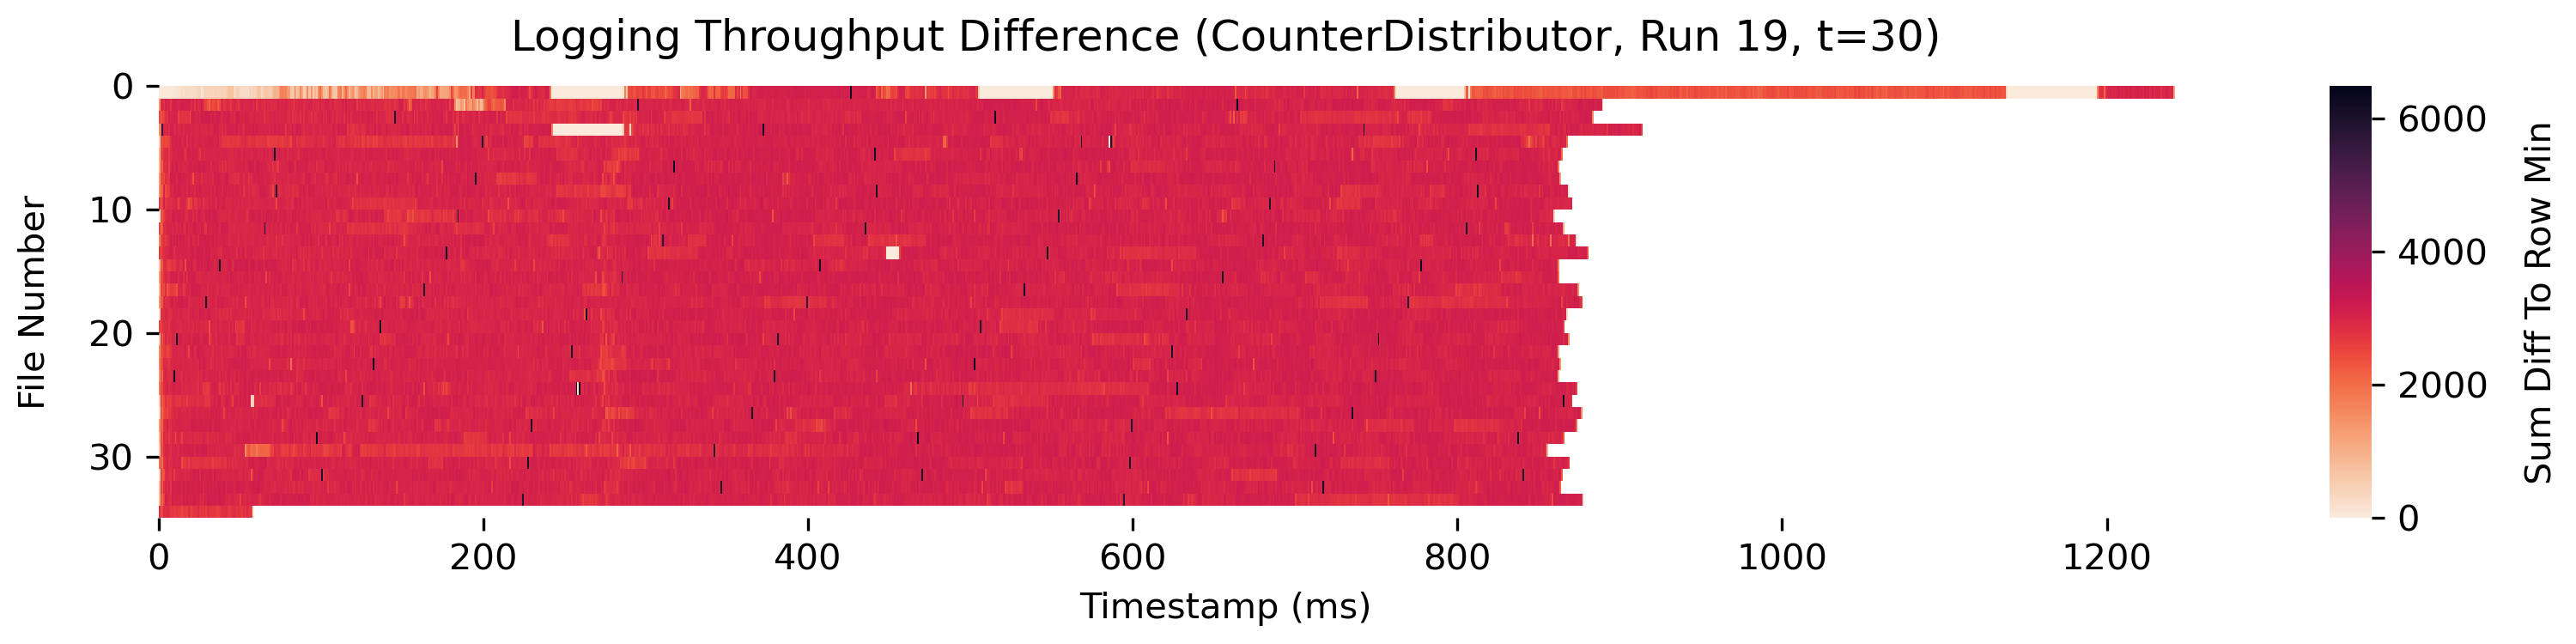 Logging Throughput Difference (CounterDistributor, Run 19, t=30)
File Number
0
10
20
30
0 200 400 600 800 1000 1200
Timestamp (ms)
6000
4000
2000
0
Sum Diff To Row Min